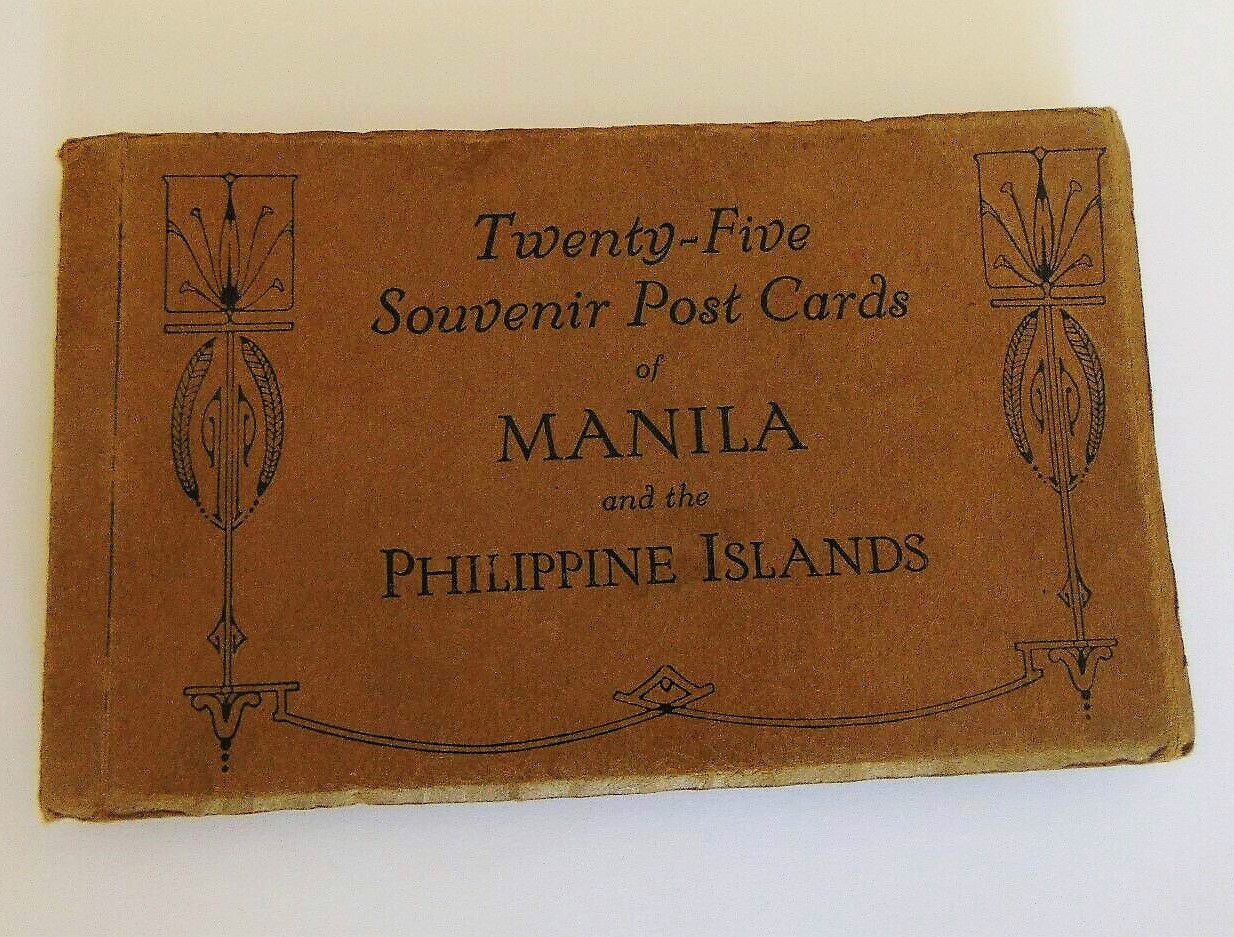 Twenty-Five
Souvenir Post Cards
of
MANILA
and the
PHILIPPINE ISLANDS